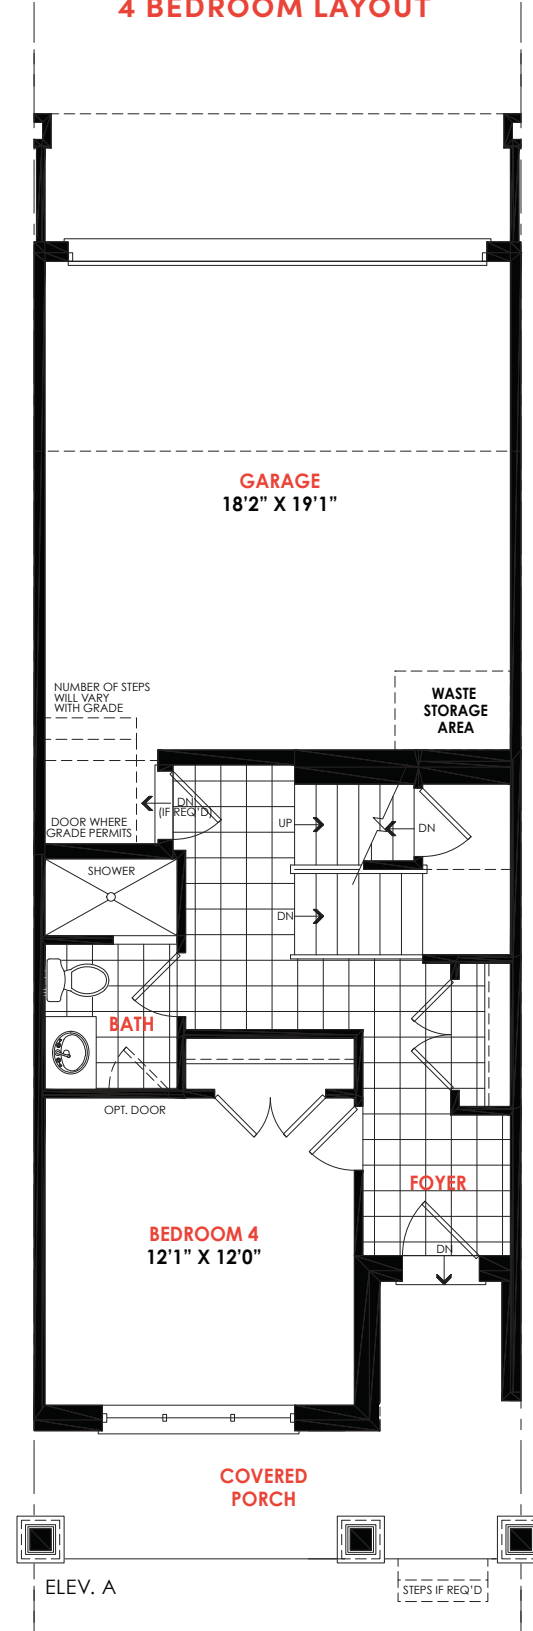 4 BEDROOM LAYOUT
GARAGE
18'2” X 19'1”
NUMBER OF STEPS
WILL VARY
WITH GRADE
WASTE
STORAGE
AREA
DN
(IF REQ'D)
DOOR WHERE
GRADE PERMITS
UP
DN
SHOWER
DN
BATH
OPT. DOOR
FOYER
BEDROOM 4
12'1” X 12'0”
DN
COVERED
PORCH
ELEV. A
STEPS IF REQ'D